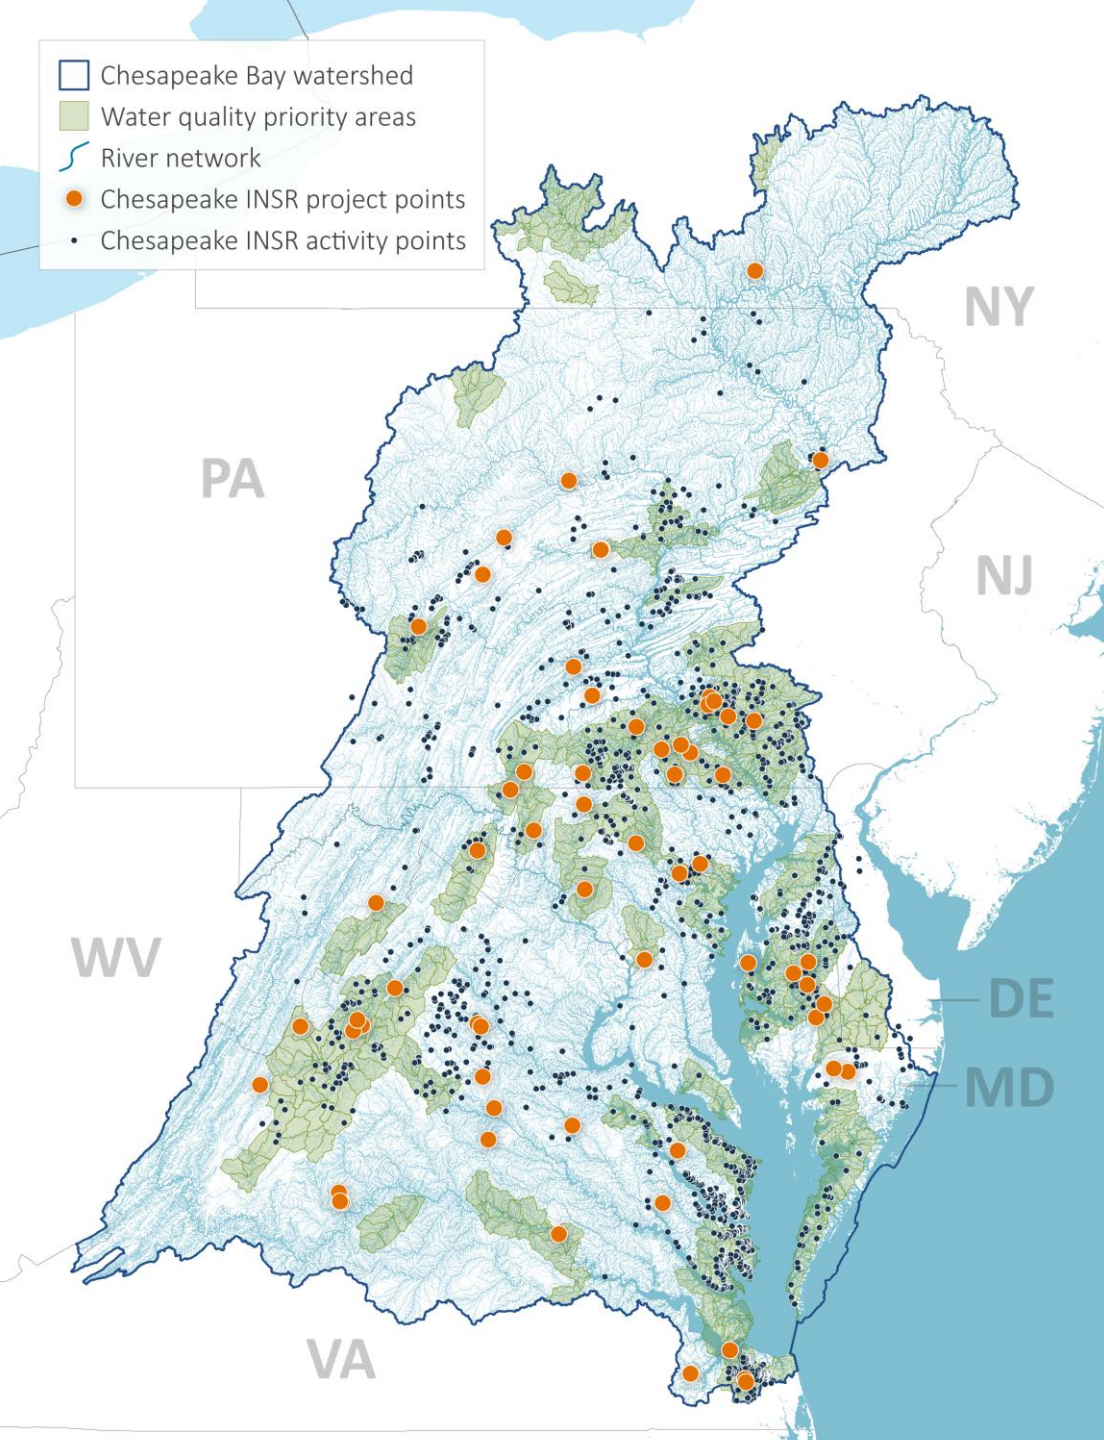 Chesapeake Bay watershed
Water quality priority areas
River network
Chesapeake INSR project points
Chesapeake INSR activity points
NY
PA
NJ
WV
DE
MD
VA